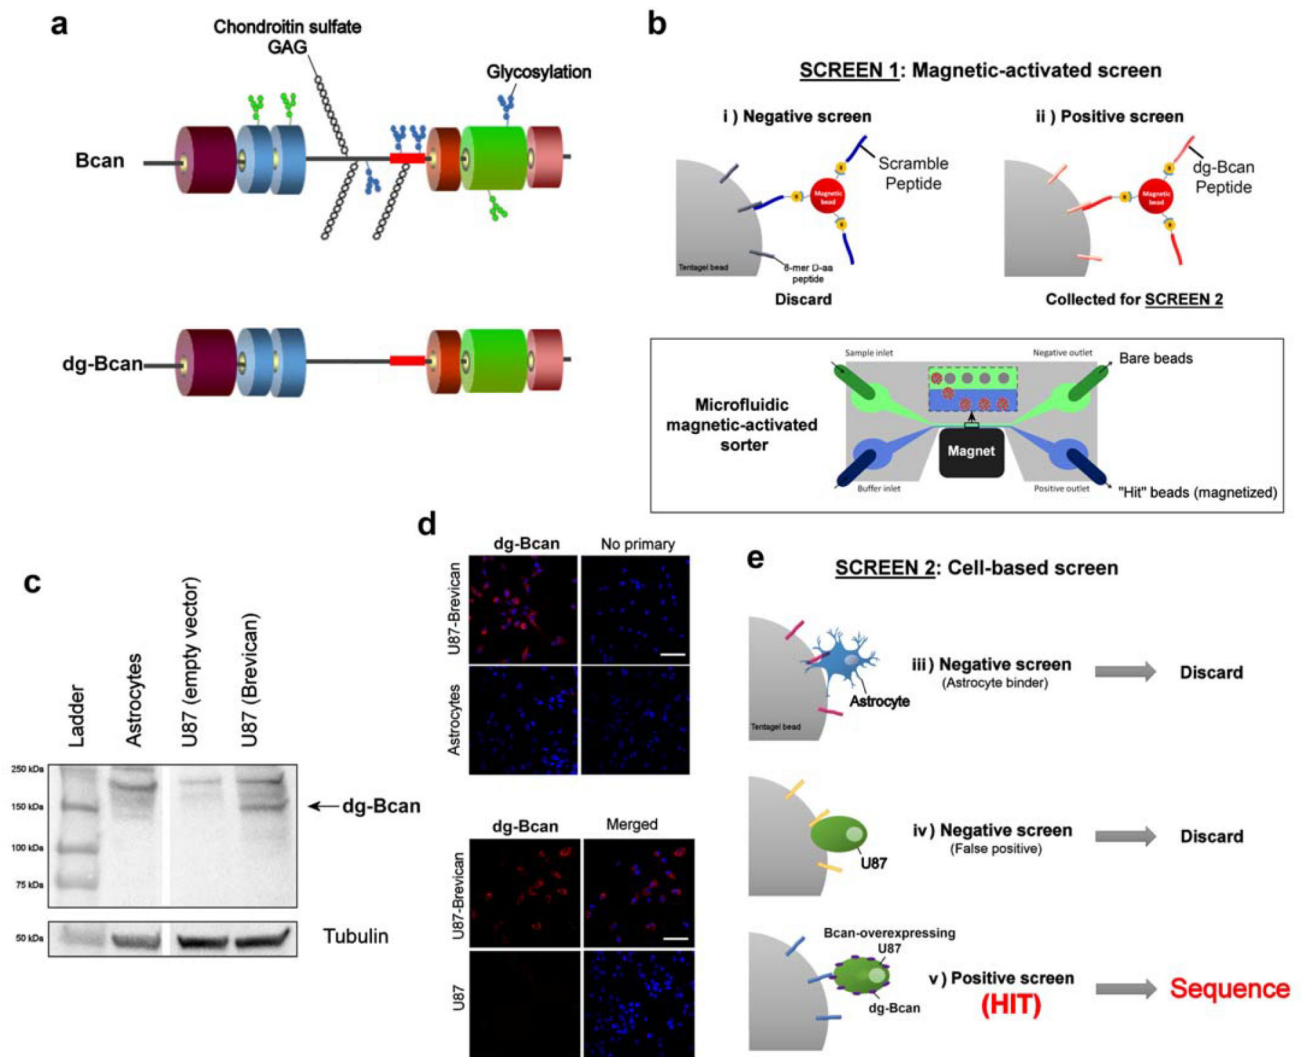 a
Chondroitin sulfate
GAG
Glycosylation
Bcan
dg-Bcan
b
SCREEN 1: Magnetic-activated screen
i ) Negative screen
Scramble
Peptide
Magnetic
bead
Tentagel bead
8-mer D-aa
peptide
Discard
ii ) Positive screen
dg-Bcan
Peptide
Magnetic
bead
Collected for SCREEN 2
Microfluidic
magnetic-activated
sorter
Sample inlet
Negative outlet
Bare beads
Magnet
Buffer inlet
Positive outlet
"Hit" beads (magnetized)
c
Ladder
Astrocytes
U87 (empty vector)
U87 (Brevican)
250 kDa
150 kDa
100 kDa
75 kDa
50 kDa
dg-Bcan
Tubulin
d
dg-Bcan
No primary
U87-Brevican
Astrocytes
dg-Bcan
Merged
U87-Brevican
U87
e
SCREEN 2: Cell-based screen
Tentagel bead
Astrocyte
iii ) Negative screen
(Astrocyte binder)
Discard
U87
iv ) Negative screen
(False positive)
Discard
Bcan-overexpressing
U87
dg-Bcan
v ) Positive screen
(HIT)
Sequence